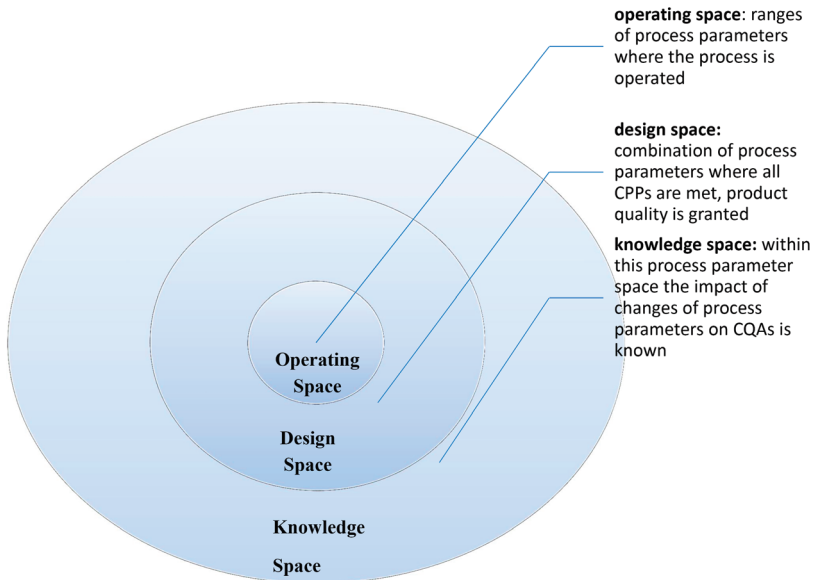 operating space: ranges
of process parameters
where the process is
operated
design space:
combination of process
parameters where all
CPPs are met, product
quality is granted
knowledge space: within
this process parameter
space the impact of
changes of process
parameters on CQAs is
known
Operating
Space
Design
Space
Knowledge
Space